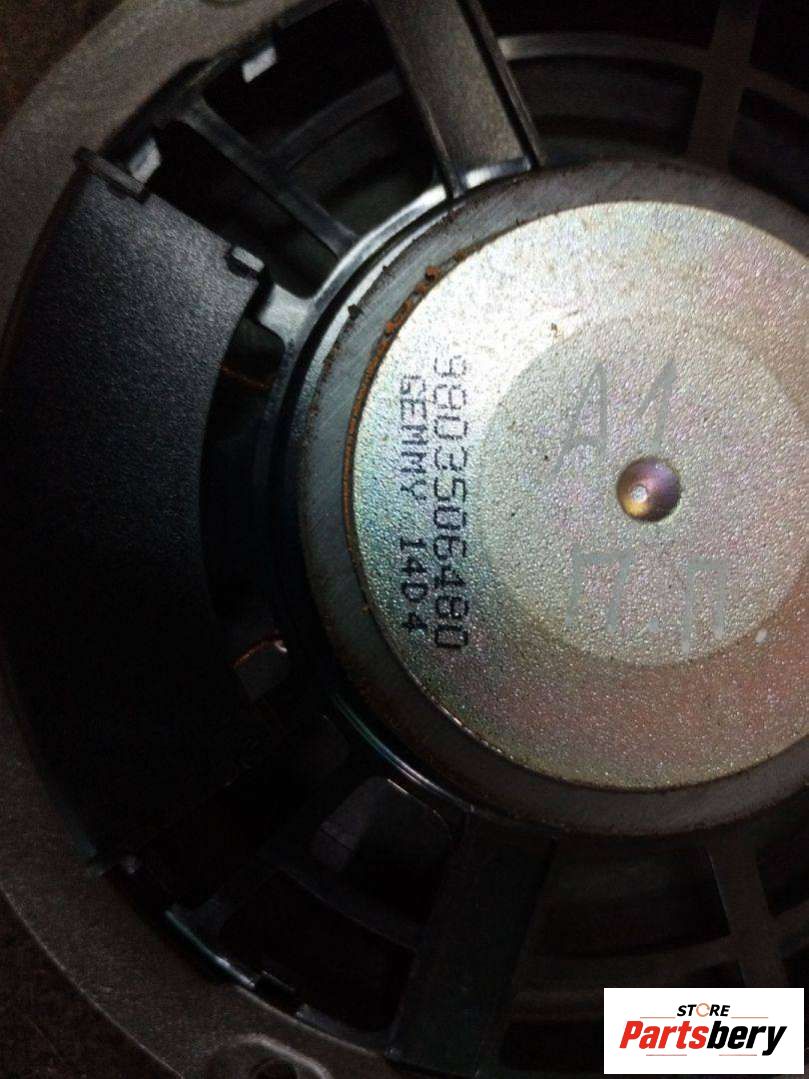 9803506480
GEMMY 14D4
A1
П.П
STORE
Partsbery